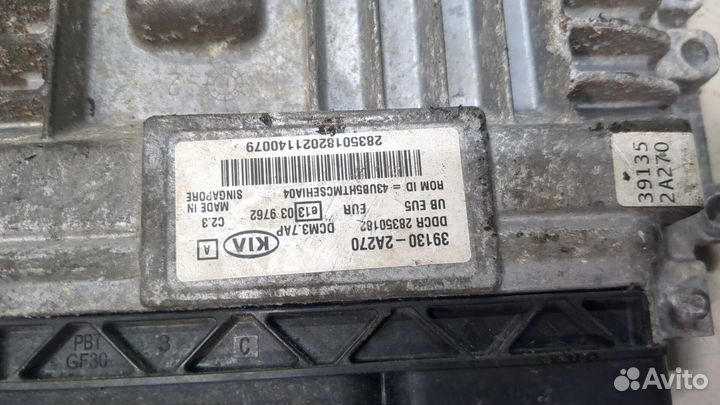 39130-2A270
DDCR 28350182
UB EU5 EUR
ROM ID = 43UB5HTMCSEHA04
28350182021140079
A
KIA
DCM3.7AP
e13 03 9762
C2.3
MADE IN
SINGAPORE
39135
2A270
PBT
GF30
3
C
Avito